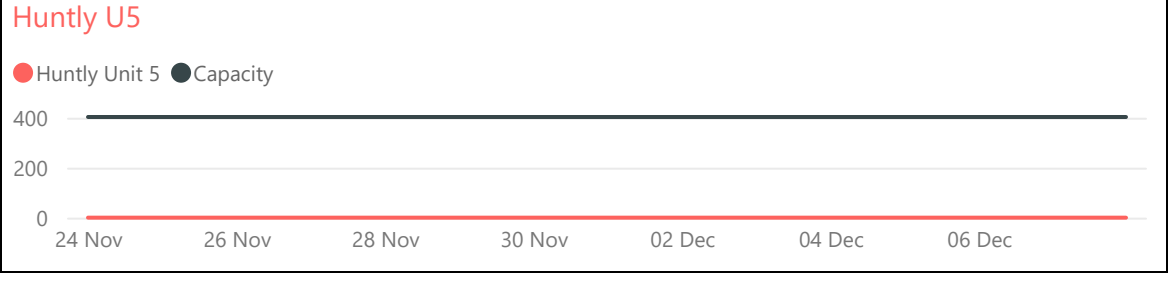 Huntly U5
Huntly Unit 5 Capacity
400
200
0
24 Nov 26 Nov 28 Nov 30 Nov 02 Dec 04 Dec 06 Dec